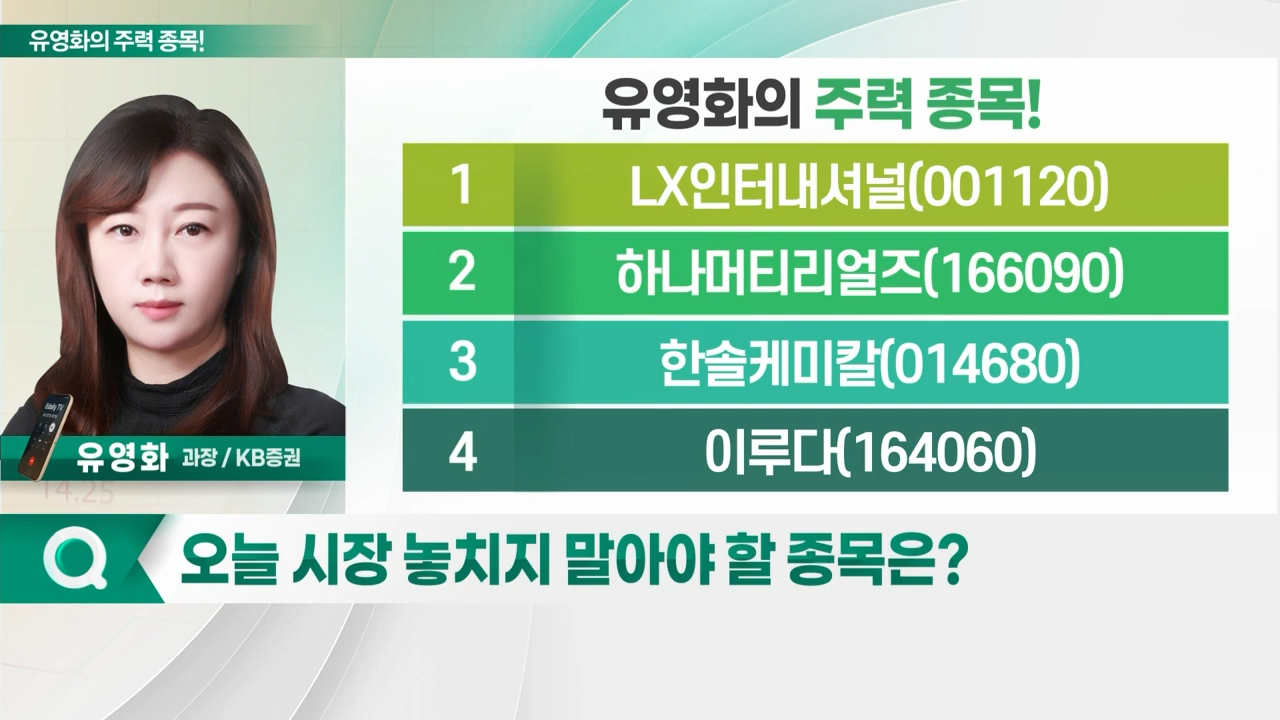 유영화의 주력 종목!
유영화의 주력 종목!
1 LX인터내셔널(001120)
2 하나머티리얼즈(166090)
3 한솔케미칼(014680)
4 이루다(164060)
Edaily TV
유영화 과장 / KB증권
14.25
Q 오늘 시장 놓치지 말아야 할 종목은?